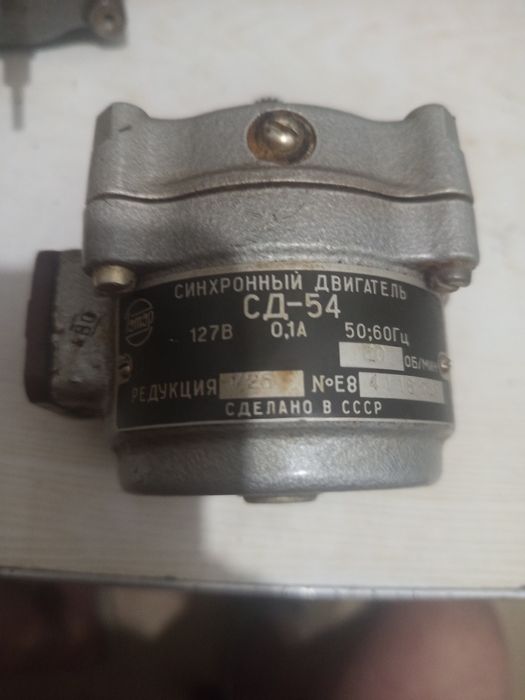 СИНХРОННЫЙ ДВИГАТЕЛЬ
СД-54
127В 0,1А 50;60Гц
ОБ/МИН
РЕДУКЦИЯ №Е8
СДЕЛАНО В СССР